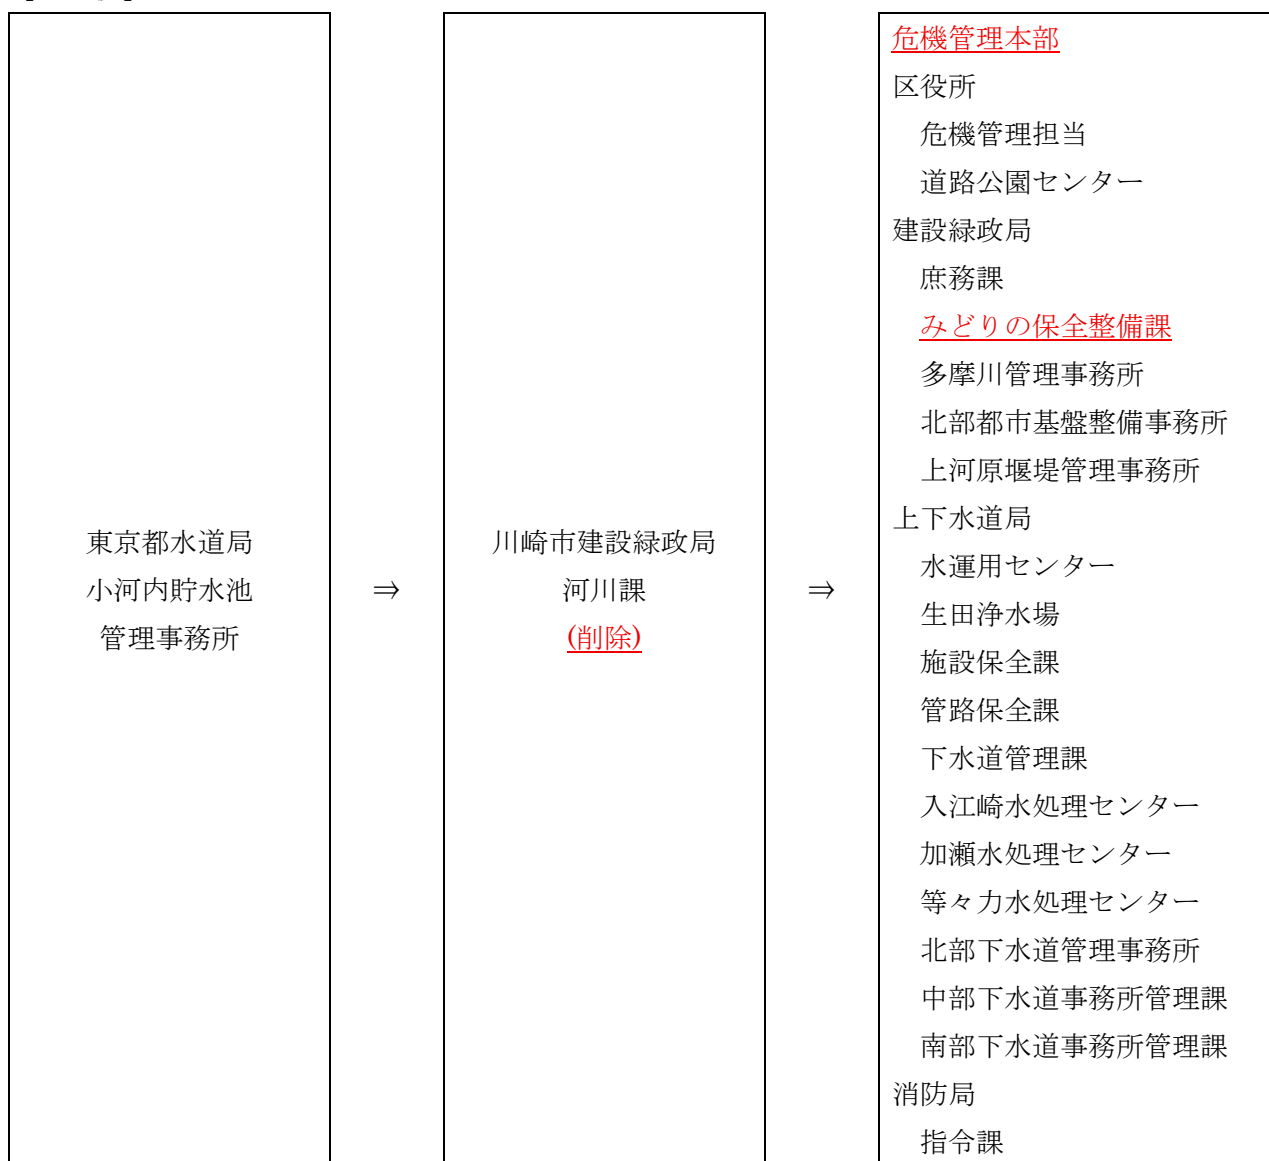 東京都水道局
小河内貯水池
管理事務所
⇒
川崎市建設緑政局
河川課
(削除)
⇒
危機管理本部
区役所
危機管理担当
道路公園センター
建設緑政局
庶務課
みどりの保全整備課
多摩川管理事務所
北部都市基盤整備事務所
上河原堰堤管理事務所
上下水道局
水運用センター
生田浄水場
施設保全課
管路保全課
下水道管理課
入江崎水処理センター
加瀬水処理センター
等々力水処理センター
北部下水道管理事務所
中部下水道事務所管理課
南部下水道事務所管理課
消防局
指令課